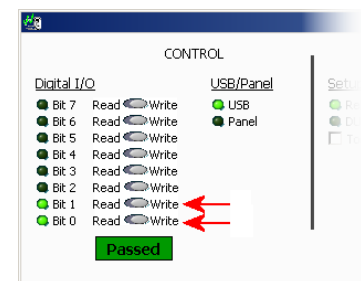 CONTROL
Digital I/O USB/Panel Setu
Bit 7 Read Write USB
Bit 6 Read Write Panel
Bit 5 Read Write
Bit 4 Read Write
Bit 3 Read Write
Bit 2 Read Write
Bit 1 Read Write
Bit 0 Read Write
Passed